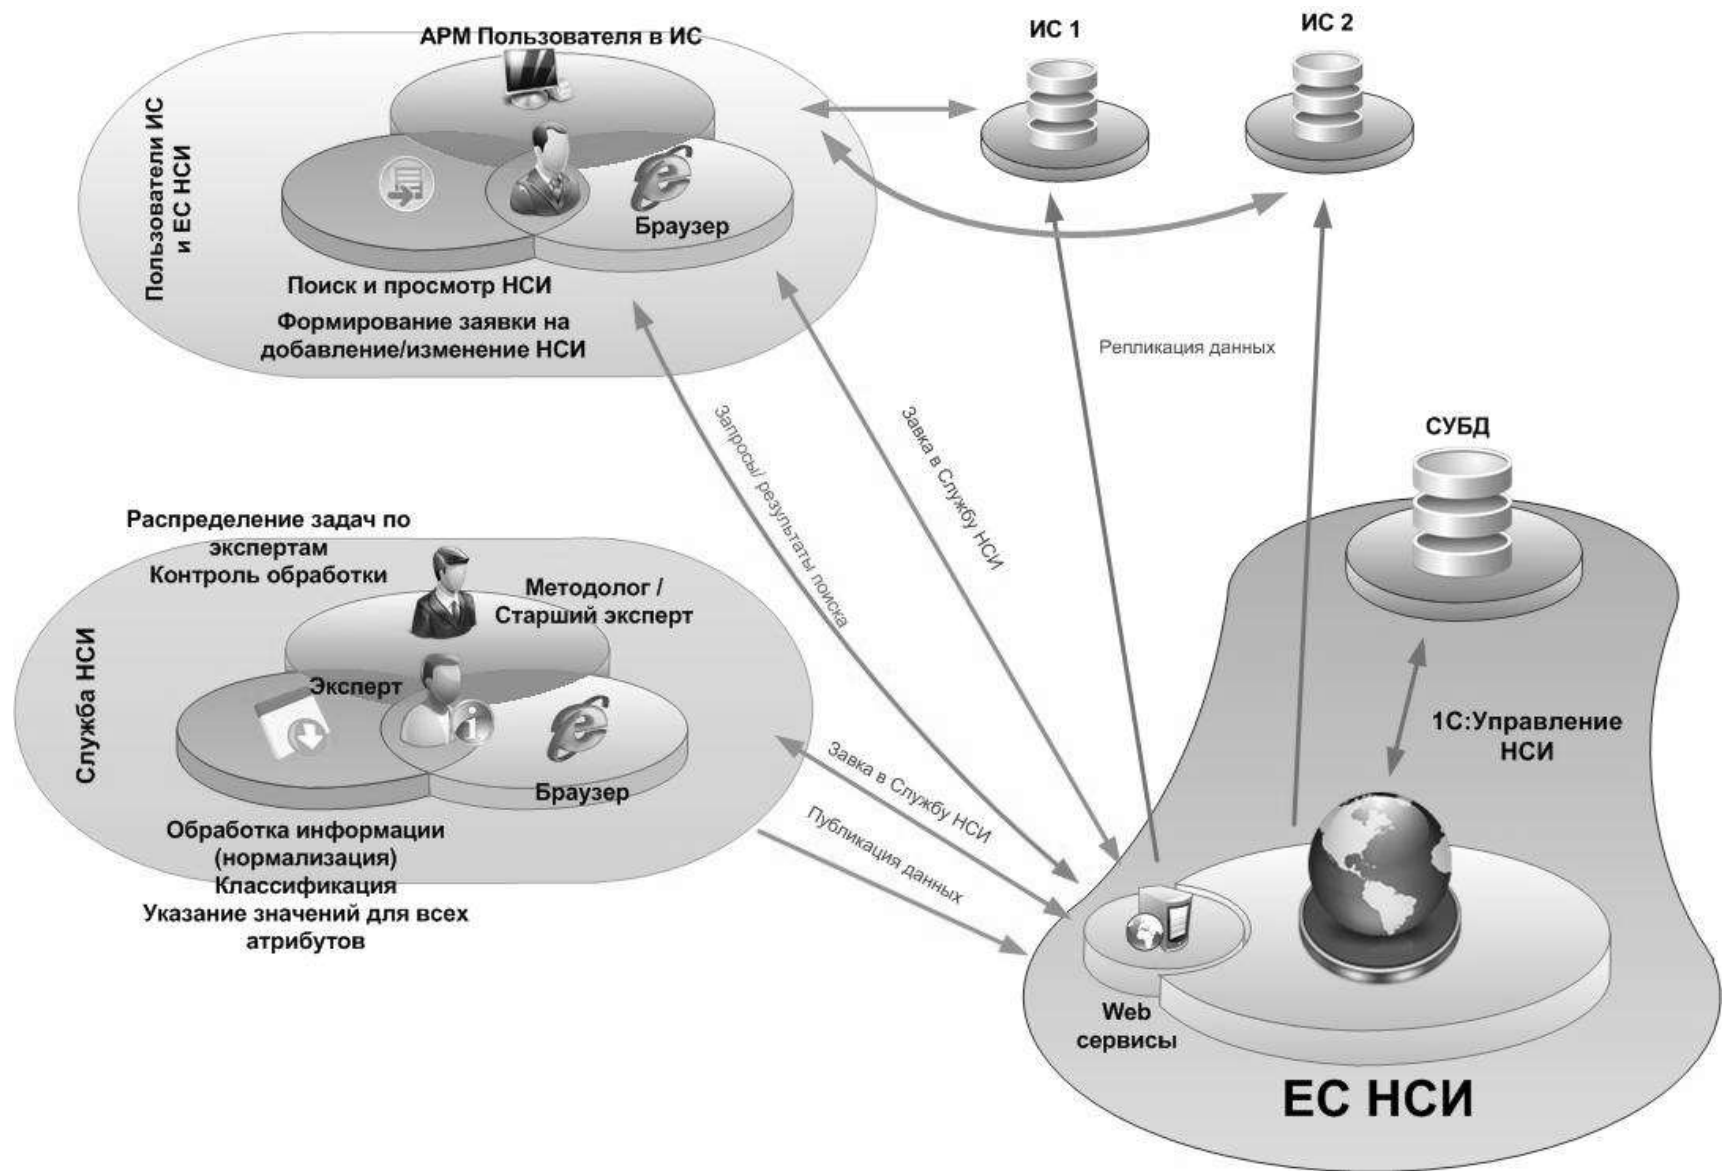 АРМ Пользователя в ИС
ИС 1
ИС 2
Пользователи ИС
и ЕС НСИ
Браузер
Поиск и просмотр НСИ
Формирование заявки на
добавление/изменение НСИ
Репликация данных
Запросы/ результаты поиска
Завка в Службу НСИ
СУБД
Распределение задач по
экспертам
Контроль обработки
Методолог /
Старший эксперт
Служба НСИ
Эксперт
Браузер
Обработка информации
(нормализация)
Классификация
Указание значений для всех
атрибутов
Завка в Службу НСИ
Публикация данных
1С:Управление
НСИ
Web
сервисы
ЕС НСИ